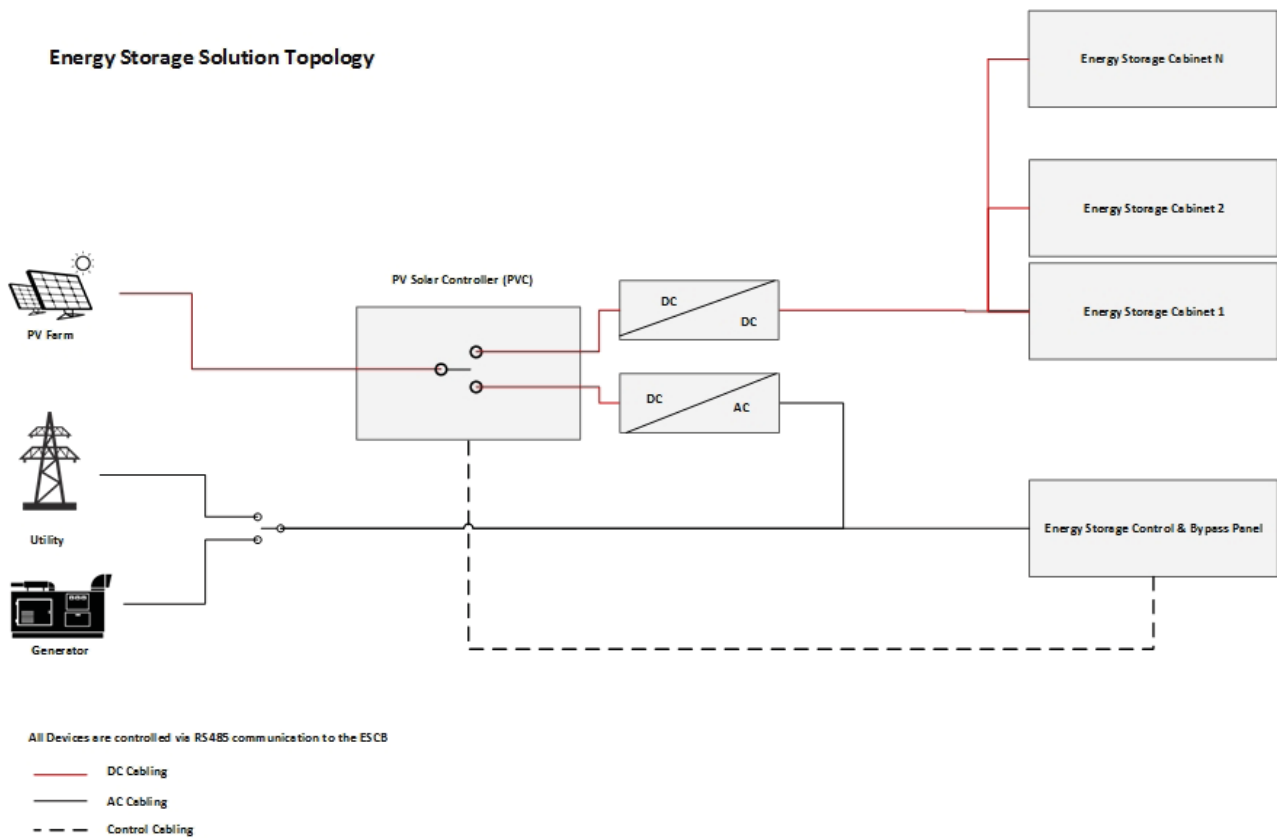 Energy Storage Solution Topology
Energy Storage Cabinet N
Energy Storage Cabinet 2
Energy Storage Cabinet 1
PV Solar Controller (PVC)
DC
DC
PV Farm
DC
AC
Utility
Energy Storage Control & Bypass Panel
Generator
All Devices are controlled via RS485 communication to the ESCB
DC Cabling
AC Cabling
Control Cabling